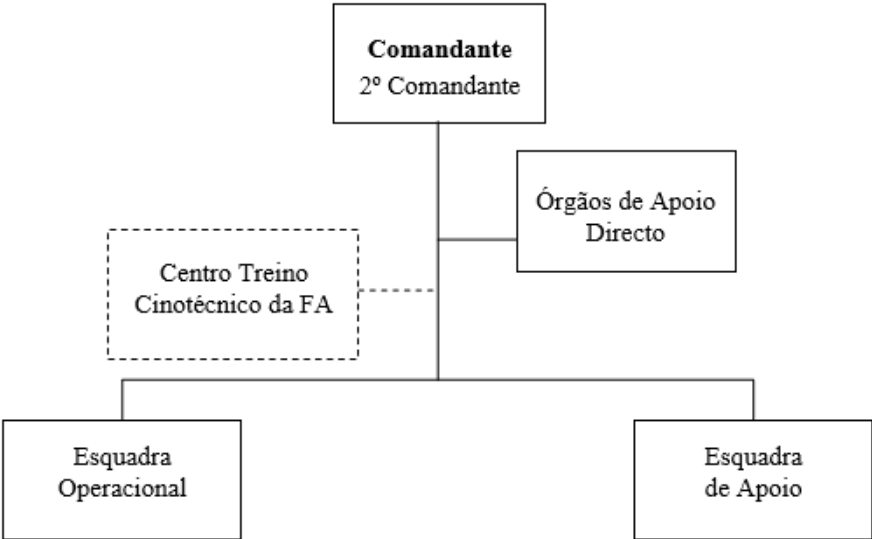 Comandante
2º Comandante
Órgãos de Apoio
Directo
Centro Treino
Cinotécnico da FA
Esquadra
Operacional
Esquadra
de Apoio